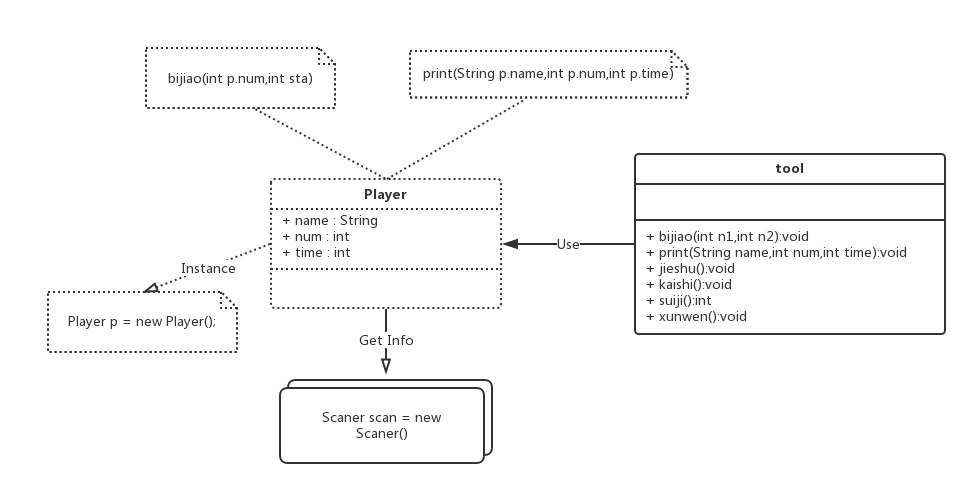 bijiao(int p.num,int sta)
print(String p.name,int p.num,int p.time)
Player
+ name : String
+ num : int
+ time : int
tool
+ bijiao(int n1,int n2):void
+ print(String name,int num,int time):void
+ jieshu():void
+ kaishi():void
+ suiji():int
+ xunwen():void
Use
Instance
Player p = new Player();
Get Info
Scaner scan = new
Scaner()